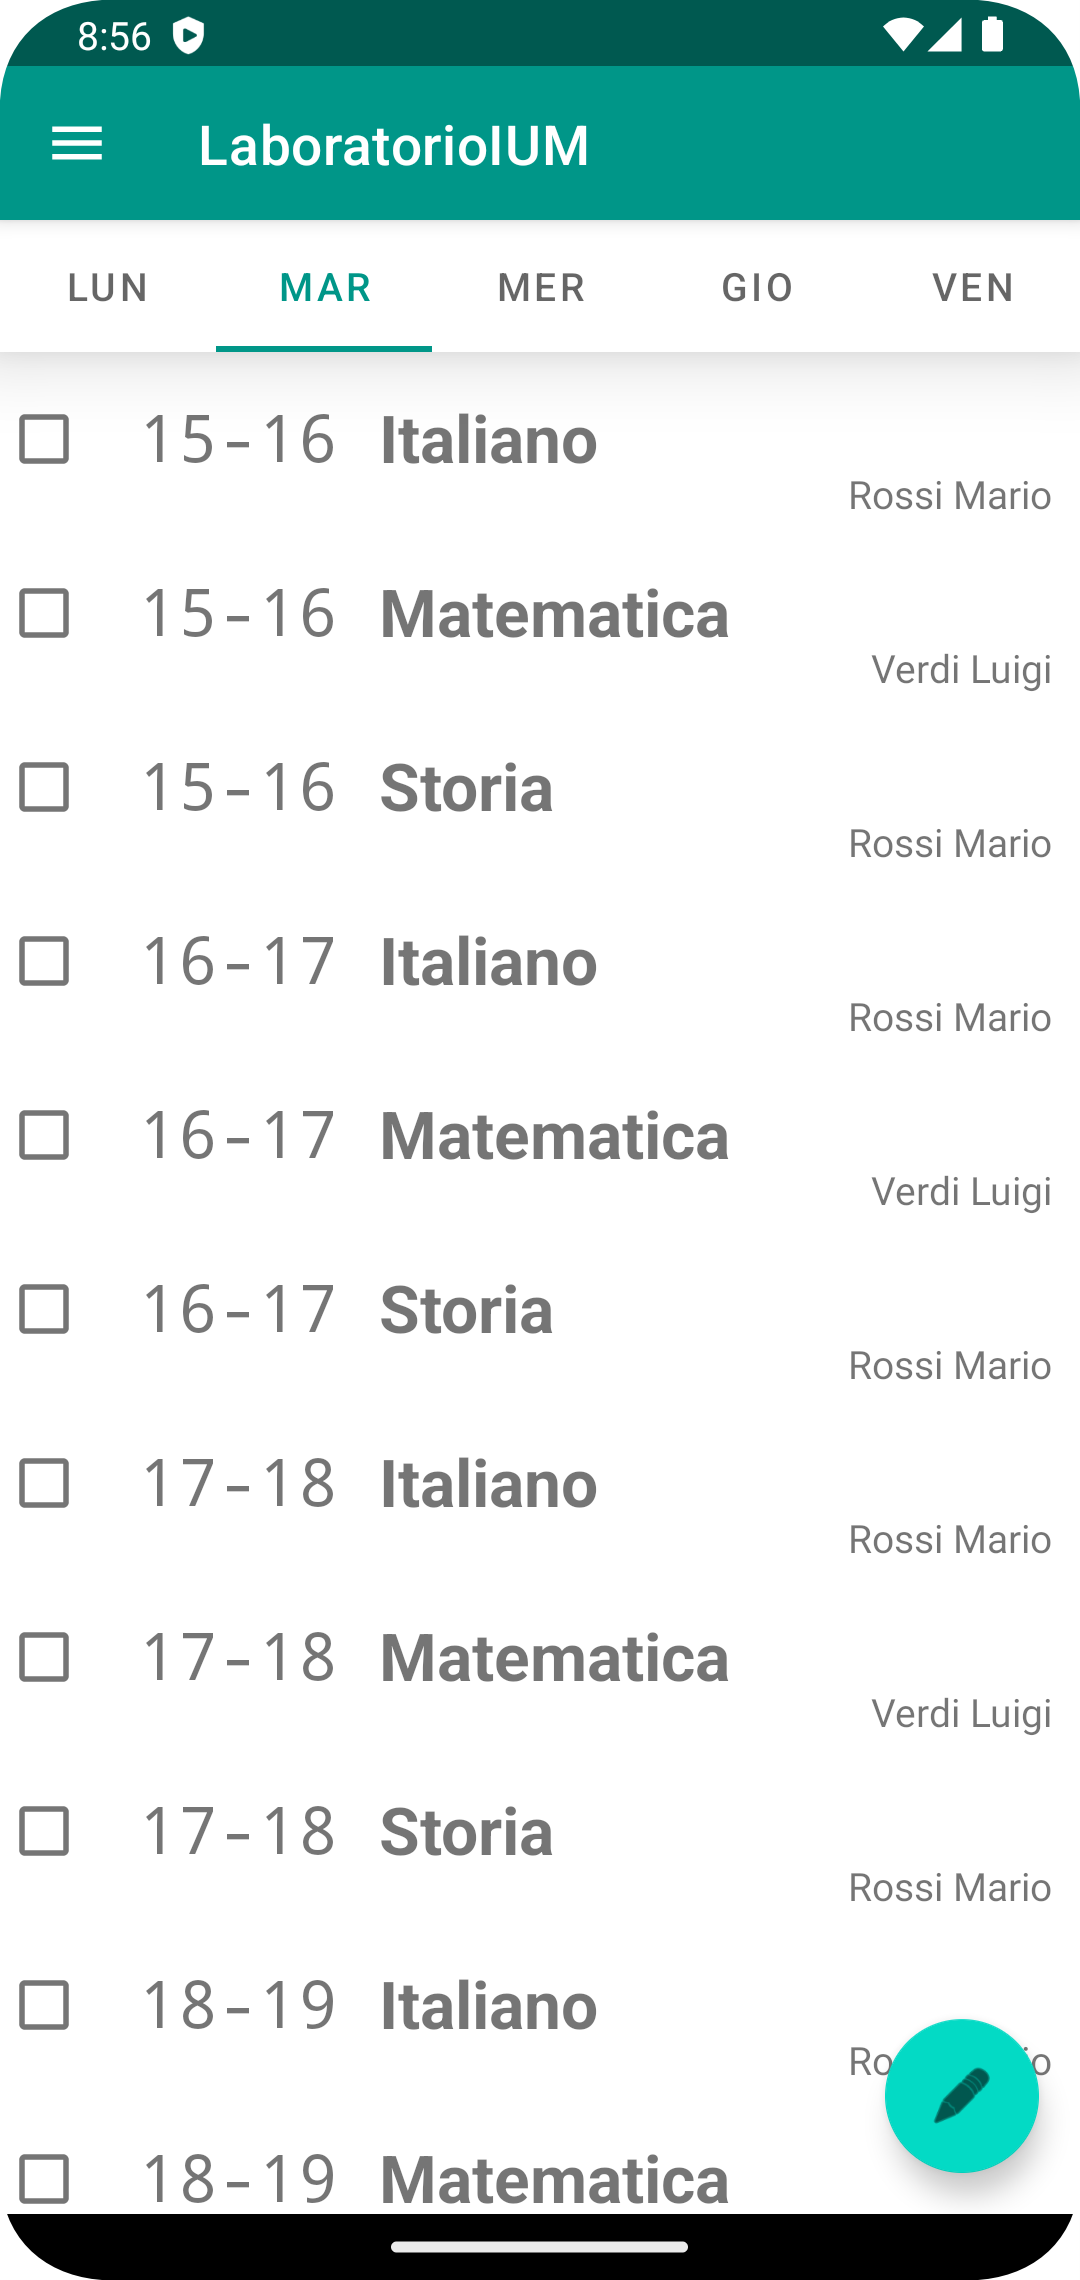 8:56
LaboratorioIUM
LUN MAR MER GIO VEN
15-16 Italiano
Rossi Mario
15-16 Matematica
Verdi Luigi
15-16 Storia
Rossi Mario
16-17 Italiano
Rossi Mario
16-17 Matematica
Verdi Luigi
16-17 Storia
Rossi Mario
17-18 Italiano
Rossi Mario
17-18 Matematica
Verdi Luigi
17-18 Storia
Rossi Mario
18-19 Italiano
18-19 Matematica